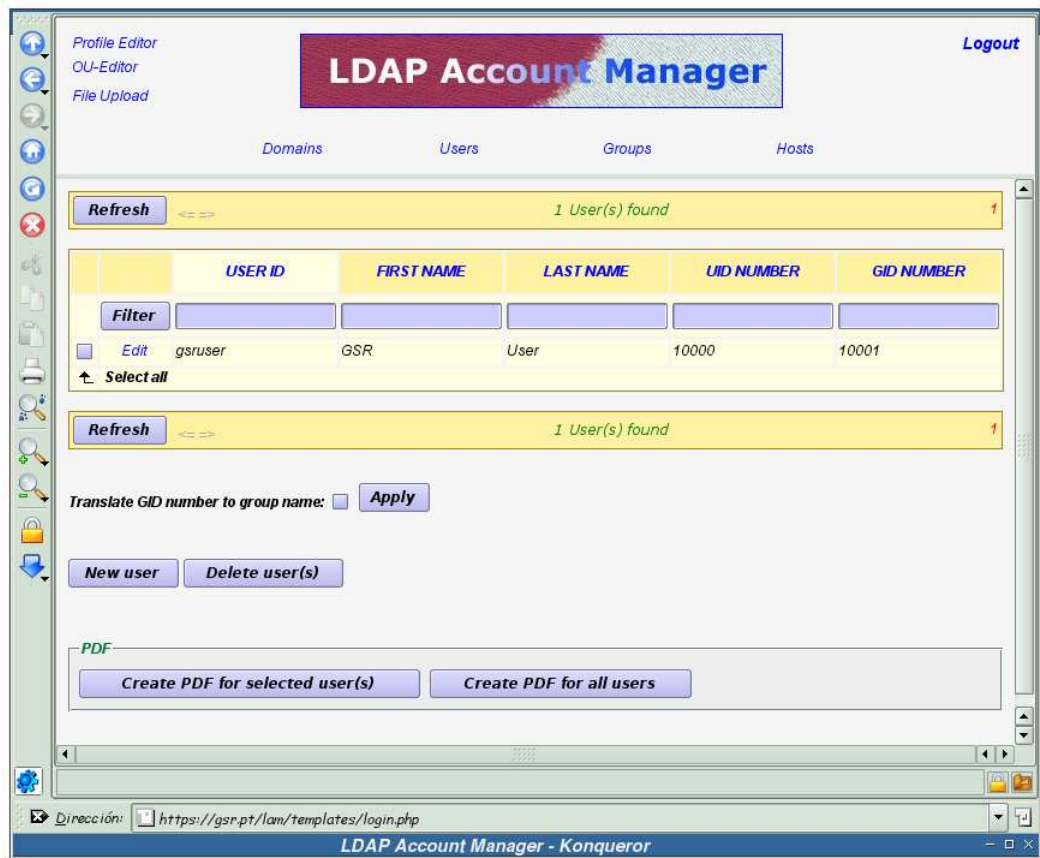 Profile Editor
OU-Editor
File Upload
LDAP Account Manager
Logout
Domains Users Groups Hosts
Refresh <= => 1 User(s) found 1
USER ID FIRST NAME LAST NAME UID NUMBER GID NUMBER
Filter
Edit gsruser GSR User 10000 10001
Select all
Refresh <= => 1 User(s) found 1
Translate GID number to group name: Apply
New user Delete user(s)
PDF
Create PDF for selected user(s) Create PDF for all users
Dirección: https://gsr.pt/lam/templates/login.php
LDAP Account Manager - Konqueror